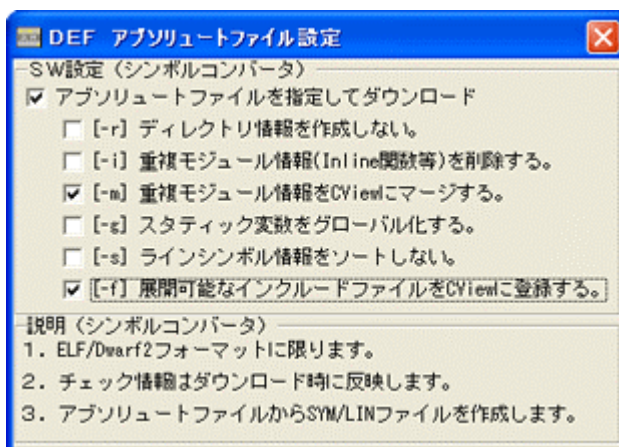 DEF アブソリュートファイル設定
SW設定（シンボルコンバータ）
アブソリュートファイルを指定してダウンロード
[-r] ディレクトリ情報を作成しない。
[-i] 重複モジュール情報(Inline関数等)を削除する。
[-m] 重複モジュール情報をCViewにマージする。
[-g] スタティック変数をグローバル化する。
[-s] ラインシンボル情報をソートしない。
[-f] 展開可能なインクルードファイルをCViewに登録する。
説明（シンボルコンバータ）
1. ELF/Dwarf2フォーマットに限ります。
2. チェック情報はダウンロード時に反映します。
3. アブソリュートファイルからSYM/LINファイルを作成します。